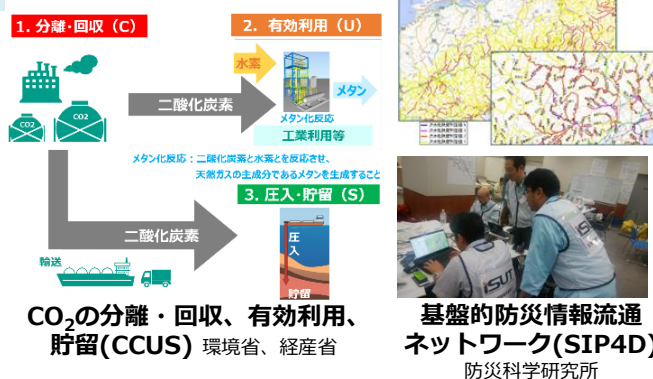 1. 分離・回収（C）
CO2
CO2
二酸化炭素
2. 有効利用（U）
水素
メタン
メタン化反応
工業利用等
メタン化反応：二酸化炭素と水素とを反応させ、
天然ガスの主成分であるメタンを生成すること
3. 圧入・貯留（S）
二酸化炭素
圧
入
貯留
輸送
CO₂の分離・回収、有効利用、
貯留(CCUS) 環境省、経産省
ISUT
ISUT
基盤的防災情報流通
ネットワーク(SIP4D)
防災科学研究所